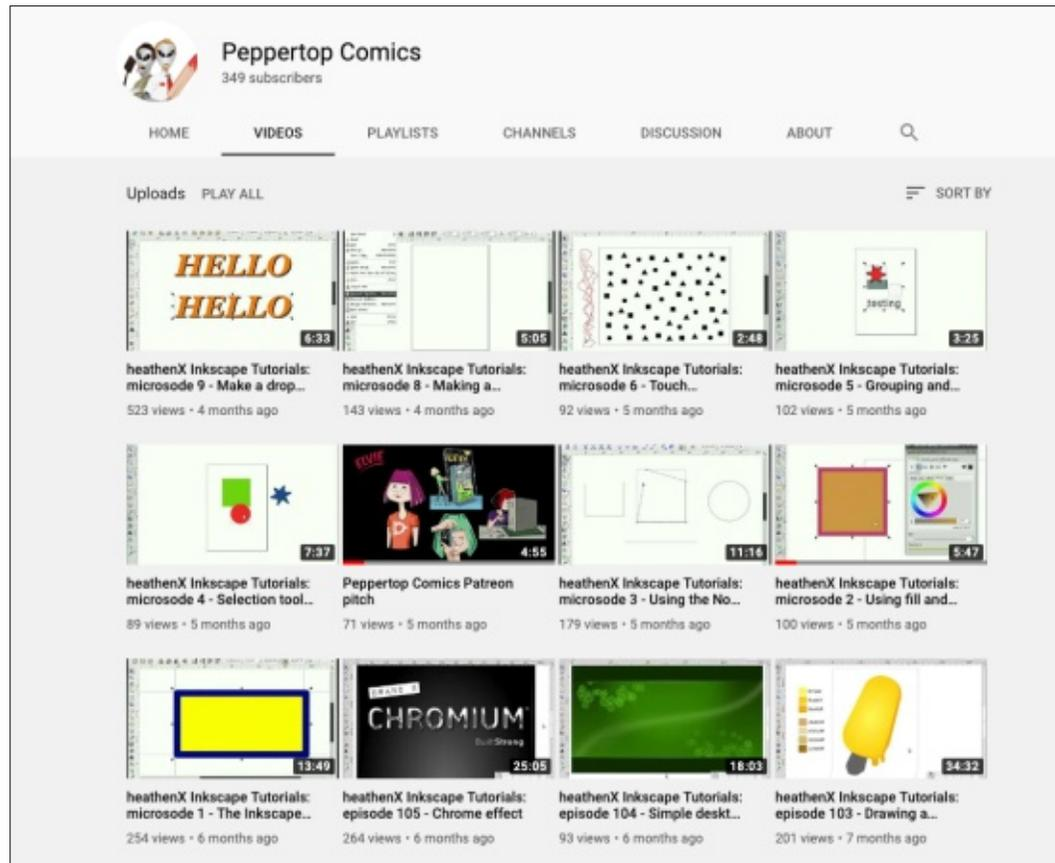 Peppertop Comics
349 subscribers
HOME VIDEOS PLAYLISTS CHANNELS DISCUSSION ABOUT
Uploads PLAY ALL SORT BY
HELLO
HELLO
6:33
5:05
2:48
testing
3:25
heathenX Inkscape Tutorials:
microsode 9 - Make a drop...
523 views • 4 months ago
heathenX Inkscape Tutorials:
microsode 8 - Making a...
143 views • 4 months ago
heathenX Inkscape Tutorials:
microsode 6 - Touch...
92 views • 5 months ago
heathenX Inkscape Tutorials:
microsode 5 - Grouping and...
102 views • 5 months ago
7:37
ELVIE
4:55
11:16
5:47
heathenX Inkscape Tutorials:
microsode 4 - Selection tool...
89 views • 5 months ago
Peppertop Comics Patreon
pitch
71 views • 5 months ago
heathenX Inkscape Tutorials:
microsode 3 - Using the No...
179 views • 5 months ago
heathenX Inkscape Tutorials:
microsode 2 - Using fill and...
100 views • 5 months ago
13:49
CHROMIUM
Built Strong
25:05
18:03
34:32
heathenX Inkscape Tutorials:
microsode 1 - The Inkscape...
254 views • 6 months ago
heathenX Inkscape Tutorials:
episode 105 - Chrome effect
264 views • 6 months ago
heathenX Inkscape Tutorials:
episode 104 - Simple deskt...
93 views • 6 months ago
heathenX Inkscape Tutorials:
episode 103 - Drawing a...
201 views • 7 months ago